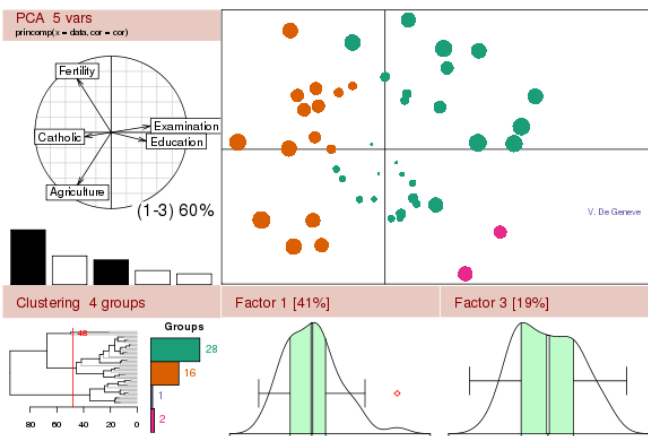 PCA 5 vars
princomp(x = data, cor = cor)
Fertility
Examination
Catholic
Education
Agriculture
(1-3) 60%
V. De Geneve
Clustering 4 groups
Factor 1 [41%]
Factor 3 [19%]
Groups
48
28
16
1
2
80 60 40 20 0